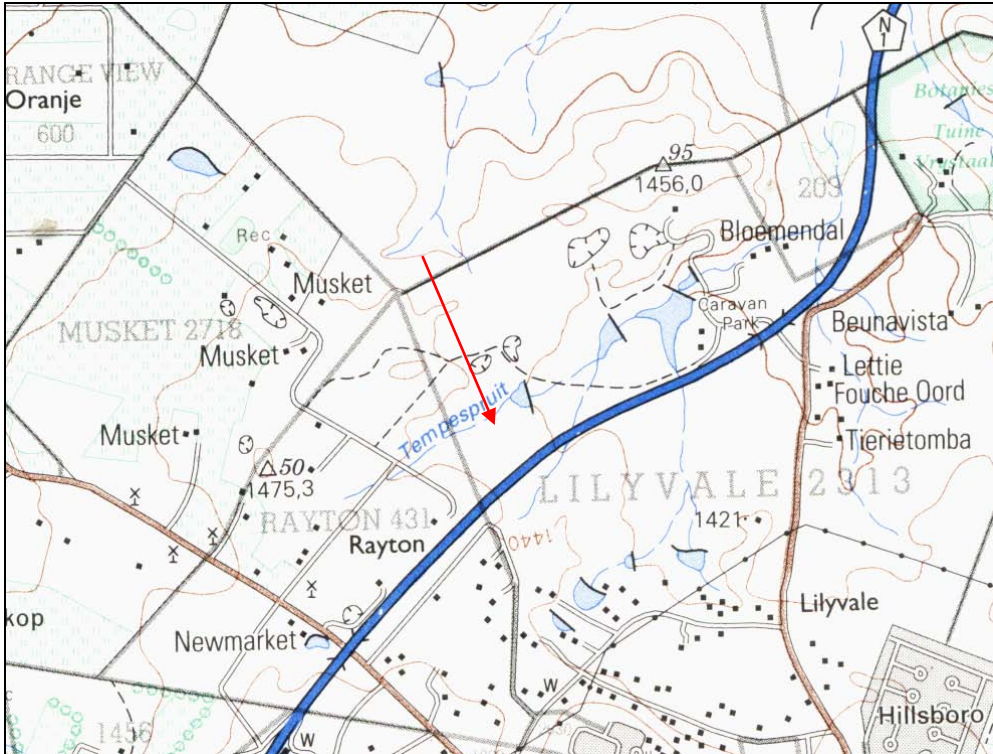 N
1
RANGE VIEW
Oranje
600
Botanies
Tuine
Vrystaat
95
1456,0
209
Rec
Bloemendal
Musket
Caravan
Park
Beunavista
MUSKET 2718
Musket
Lettie
Fouche Oord
Tempespruit
Musket
Tierietomba
50
1475,3
LILYVALE 2313
RAYTON 431
1421
Rayton
1440
Lilyvale
kop
Newmarket
W
Hillsboro
1456
W